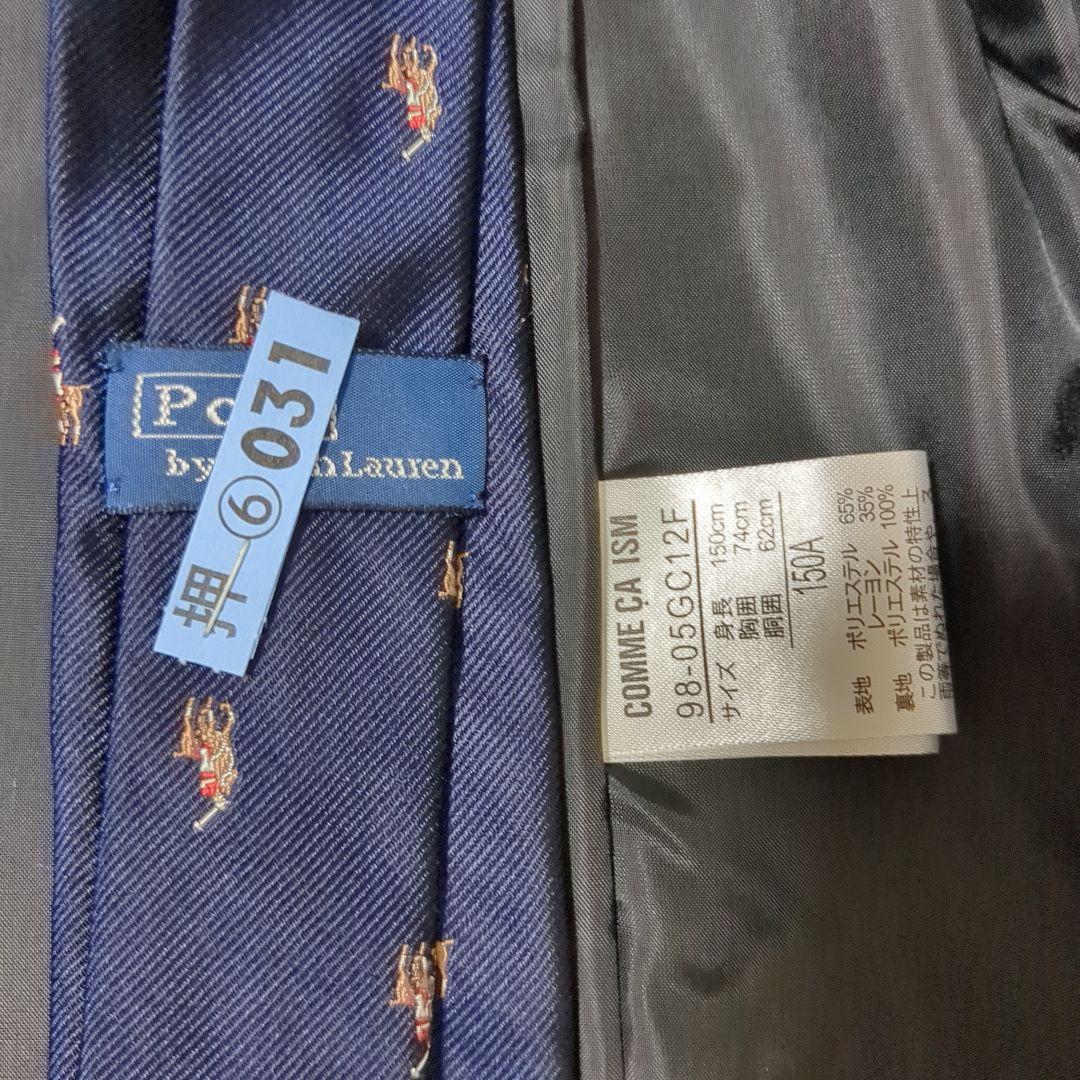 Po
by nLauren
押⑥031
COMME ÇA ISM
98-05GC12F
サイズ 身長 150cm
胸囲 74cm
胴囲 62cm
150A
表地 ポリエステル 65%
レーヨン 35%
裏地 ポリエステル 100%
この製品は素材の特性上